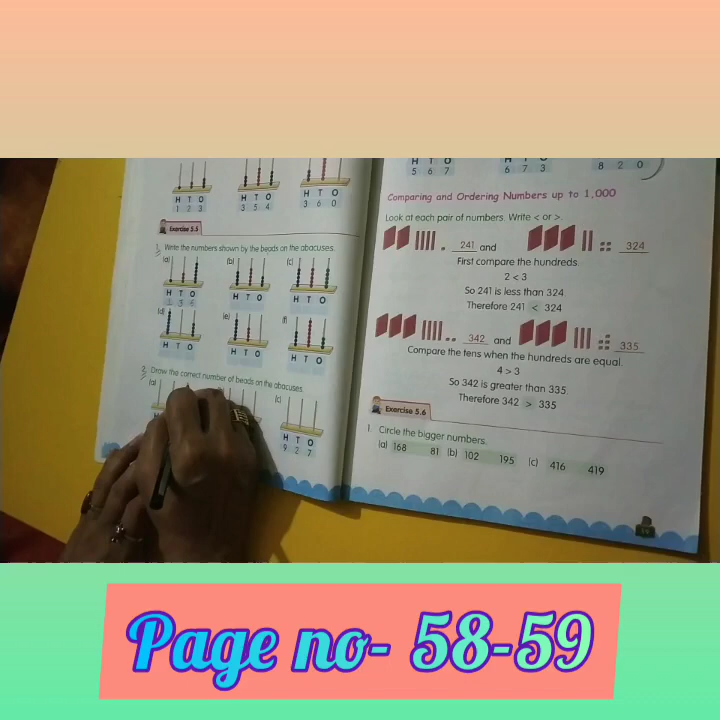 H T O
1 2 3
H T O
3 5 4
H T O
3 6 0
Exercise 5.5
1. Write the numbers shown by the beads on the abacuses.
(a)
(b)
(c)
H T O
H T O
H T O
(d)
(e)
(f)
H T O
H T O
H T O
2. Draw the correct number of beads on the abacuses.
(a)
(c)
H T O
9 2 7
H T O
5 6 7
6 7 3
8 2 0
Comparing and Ordering Numbers up to 1,000
Look at each pair of numbers. Write < or >.
241 and 324
First compare the hundreds.
2 < 3
So 241 is less than 324.
Therefore 241 < 324
342 and 335
Compare the tens when the hundreds are equal.
4 > 3
So 342 is greater than 335.
Therefore 342 > 335
Exercise 5.6
1. Circle the bigger numbers.
(a) 168 81 (b) 102 195 (c) 416 419
Page no- 58-59